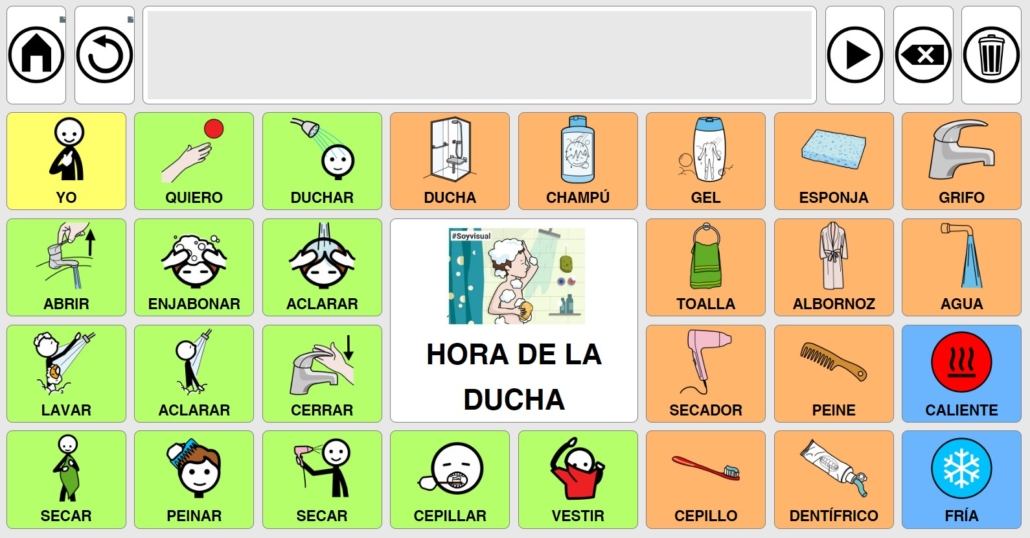 YO
QUIERO
DUCHAR
DUCHA
CHAMPÚ
GEL
ESPONJA
GRIFO
ABRIR
ENJABONAR
ACLARAR
#Soyvisual
HORA DE LA
DUCHA
TOALLA
ALBORNOZ
AGUA
LAVAR
ACLARAR
CERRAR
SECADOR
PEINE
CALIENTE
SECAR
PEINAR
SECAR
CEPILLAR
VESTIR
CEPILLO
DENTÍFRICO
FRÍA